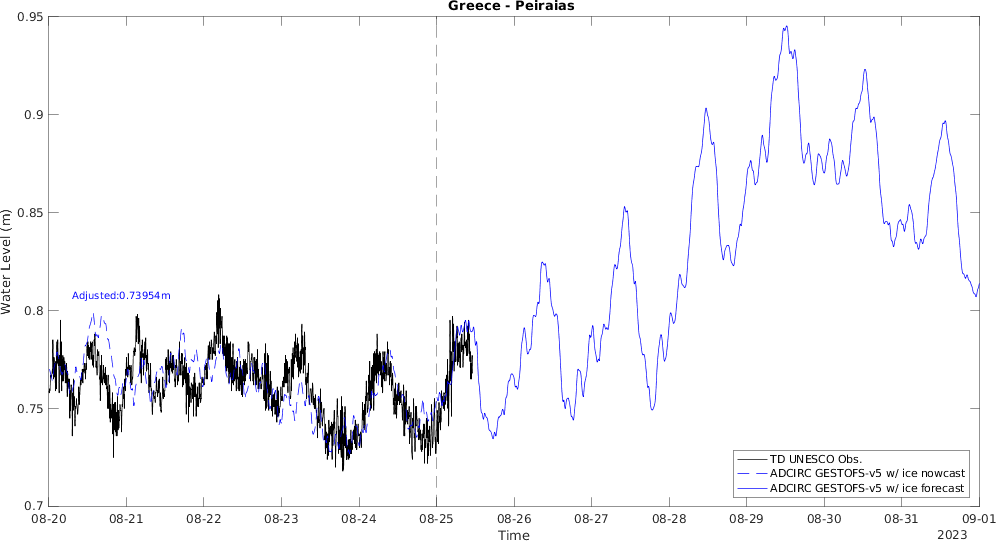 Greece - Peiraias
0.95
0.9
0.85
0.8
0.75
0.7
Water Level (m)
Adjusted:0.73954m
TD UNESCO Obs.
ADCIRC GESTOFS-v5 w/ ice nowcast
ADCIRC GESTOFS-v5 w/ ice forecast
08-20 08-21 08-22 08-23 08-24 08-25 08-26 08-27 08-28 08-29 08-30 08-31 09-01
Time
2023